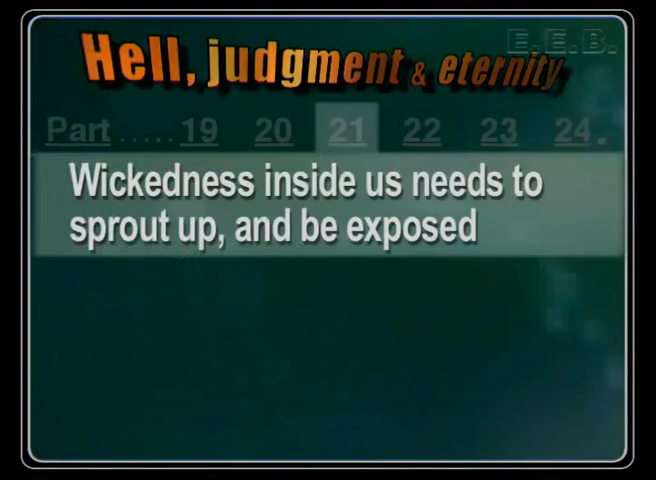 E.E.B.
Hell, judgment & eternity
Part.....19 20 21 22 23 24.
Wickedness inside us needs to
sprout up, and be exposed